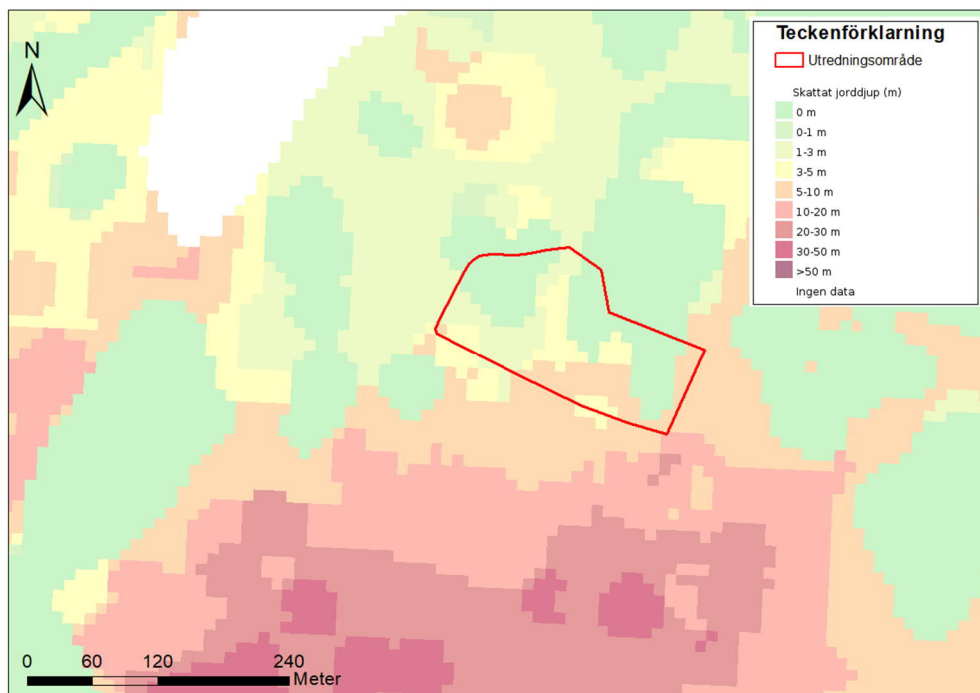 N
Teckenförklarning
Utredningsområde
Skattat jorddjup (m)
0 m
0-1 m
1-3 m
3-5 m
5-10 m
10-20 m
20-30 m
30-50 m
>50 m
Ingen data
0 60 120 240
Meter